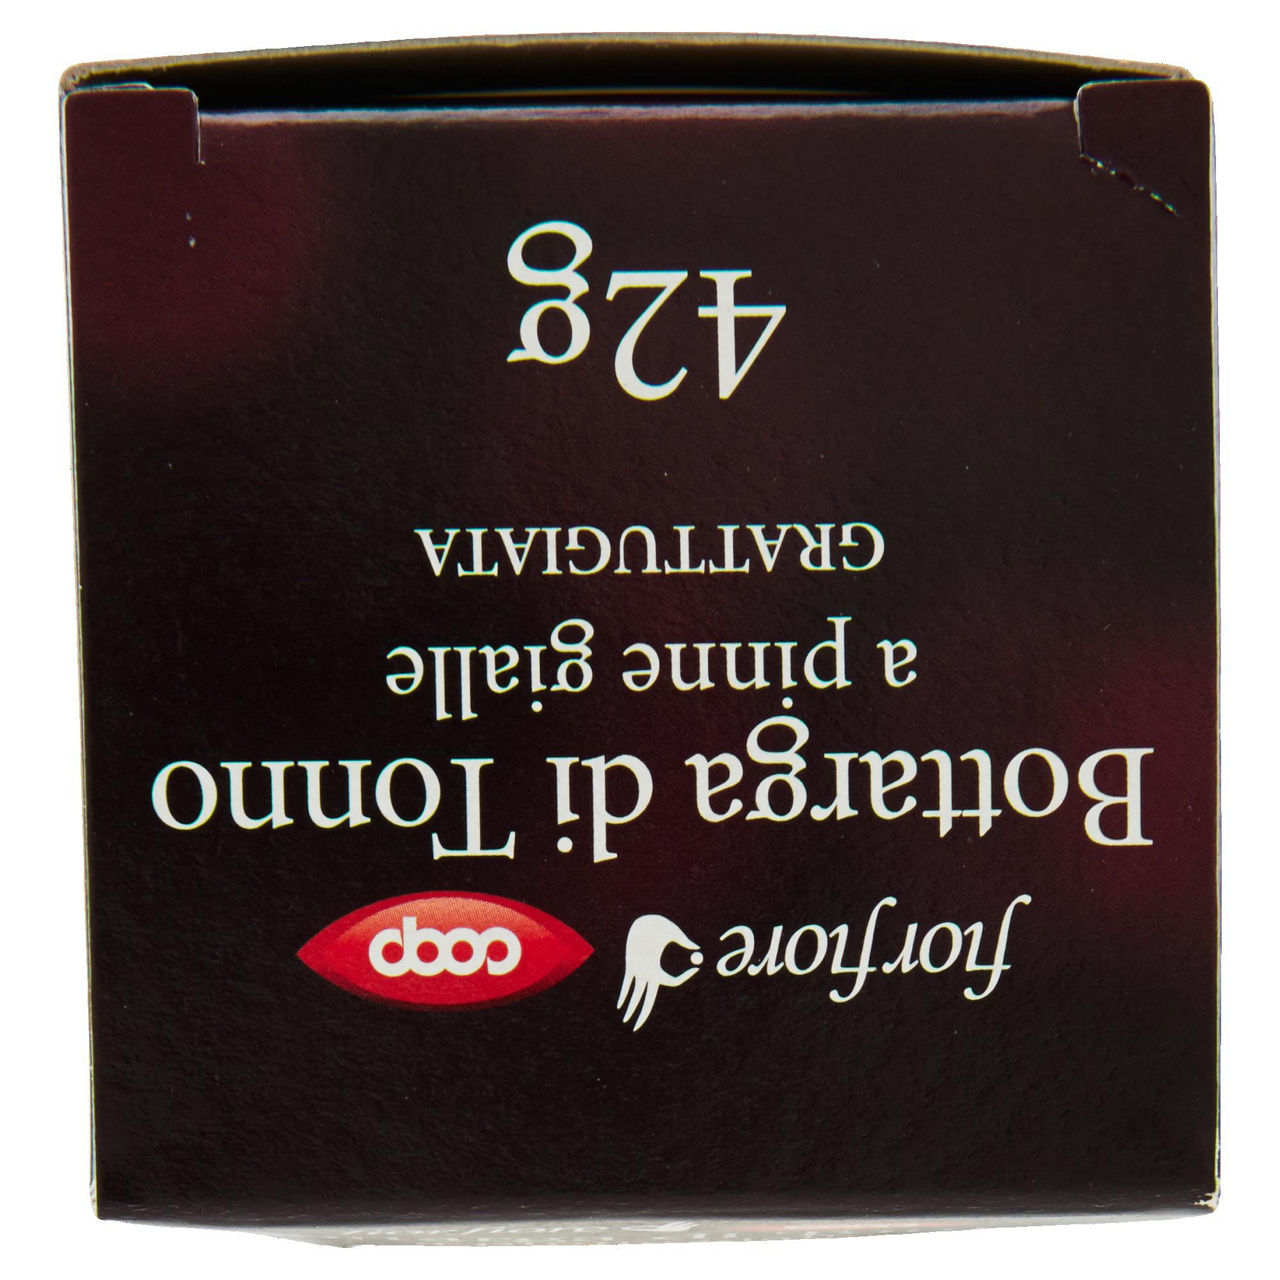 fiorfiore coop
Bottarga di Tonno
a pinne gialle
GRATTUGIATA
42g